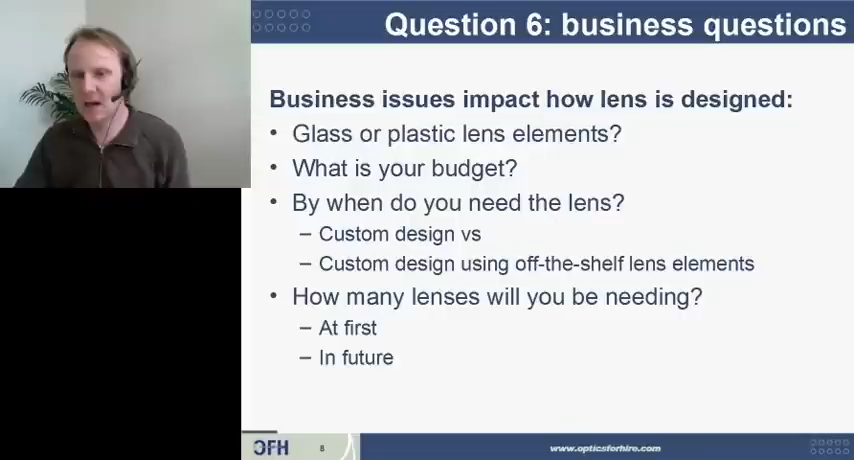 Question 6: business questions
Business issues impact how lens is designed:
• Glass or plastic lens elements?
• What is your budget?
• By when do you need the lens?
– Custom design vs
– Custom design using off-the-shelf lens elements
• How many lenses will you be needing?
– At first
– In future
OFH
8
www.opticsforhire.com